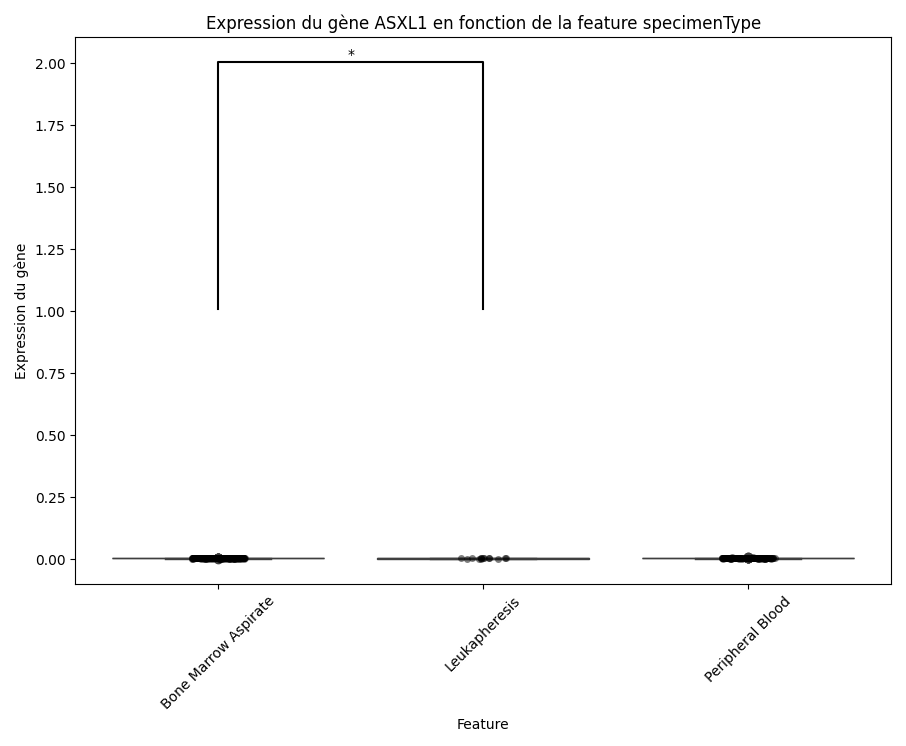 Expression du gène ASXL1 en fonction de la feature specimenType
*
2.00
1.75
1.50
1.25
1.00
0.75
0.50
0.25
0.00
Expression du gène
Bone Marrow Aspirate
Leukapheresis
Peripheral Blood
Feature